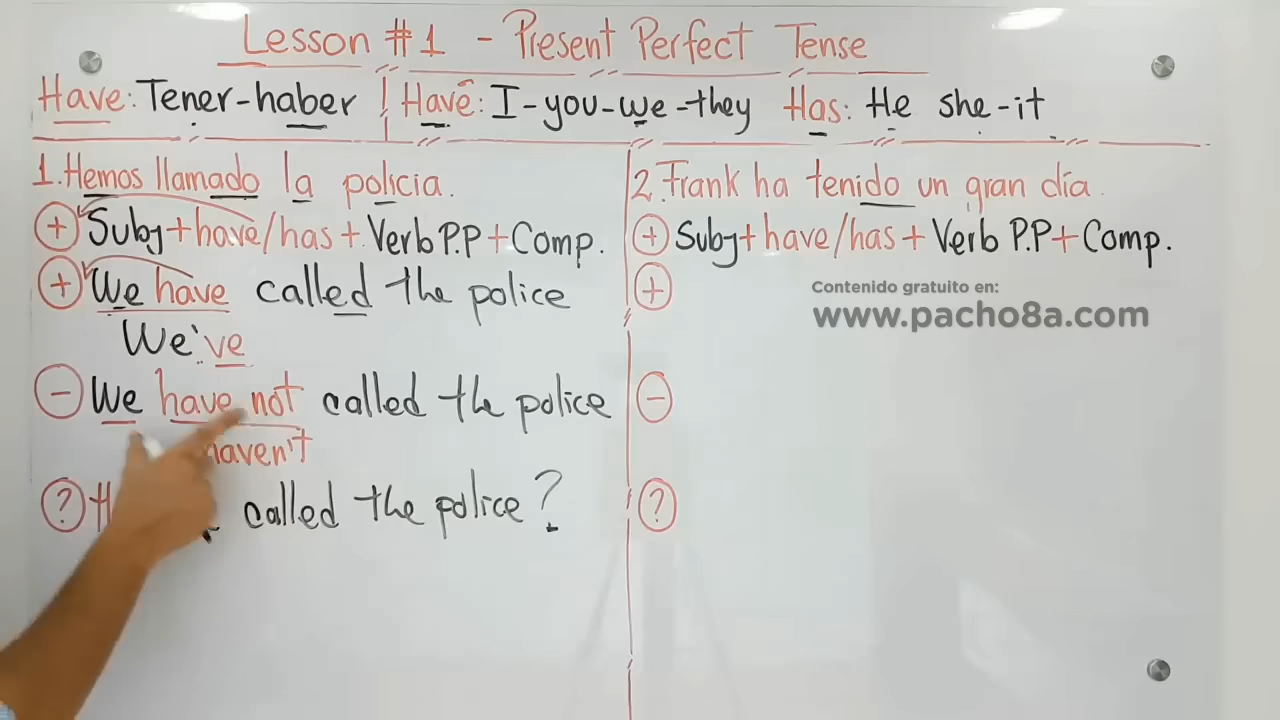 Lesson #1 - Present Perfect Tense
Have: Tener-haber
Have: I-you-we-they Has: He she-it
1. Hemos llamado la policia.
+ Subj + have/has + Verb P.P + Comp.
+ We have called the police
We've
- We have not called the police
haven't
? called the police?
2. Frank ha tenido un gran día.
+ Subj + have/has + Verb P.P + Comp.
+
Contenido gratuito en:
www.pacho8a.com
-
?